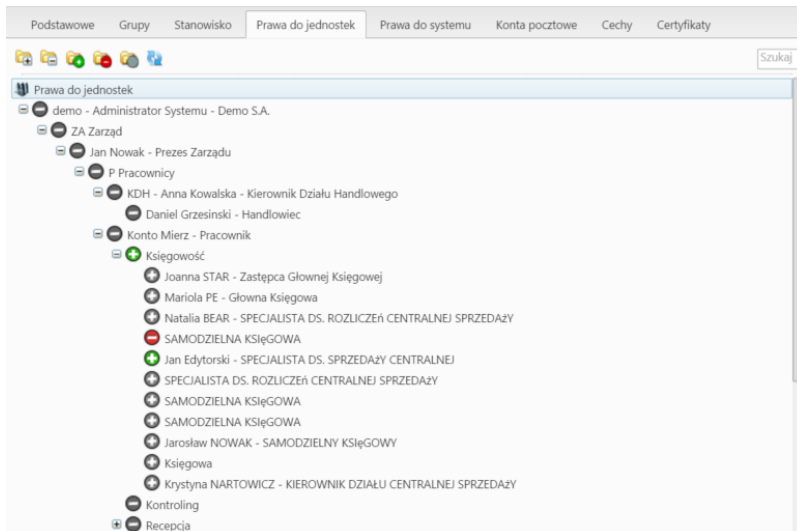 Podstawowe Grupy Stanowisko Prawa do jednostek Prawa do systemu Konta pocztowe Cechy Certyfikaty
Szukaj
Prawa do jednostek
demo - Administrator Systemu - Demo S.A.
ZA Zarząd
Jan Nowak - Prezes Zarządu
P Pracownicy
KDH - Anna Kowalska - Kierownik Działu Handlowego
Daniel Grzesinski - Handlowiec
Konto Mierz - Pracownik
Księgowość
Joanna STAR - Zastępca Głownej Księgowej
Mariola PE - Głowna Księgowa
Natalia BEAR - SPECJALISTA DS. ROZLICZEń CENTRALNEJ SPRZEDAżY
SAMODZIELNA KSIęGOWA
Jan Edytorski - SPECJALISTA DS. SPRZEDAżY CENTRALNEJ
SPECJALISTA DS. ROZLICZEń CENTRALNEJ SPRZEDAżY
SAMODZIELNA KSIęGOWA
SAMODZIELNA KSIęGOWA
Jarosław NOWAK - SAMODZIELNY KSIęGOWY
Księgowa
Krystyna NARTOWICZ - KIEROWNIK DZIAŁU CENTRALNEJ SPRZEDAżY
Kontroling
Recepcja